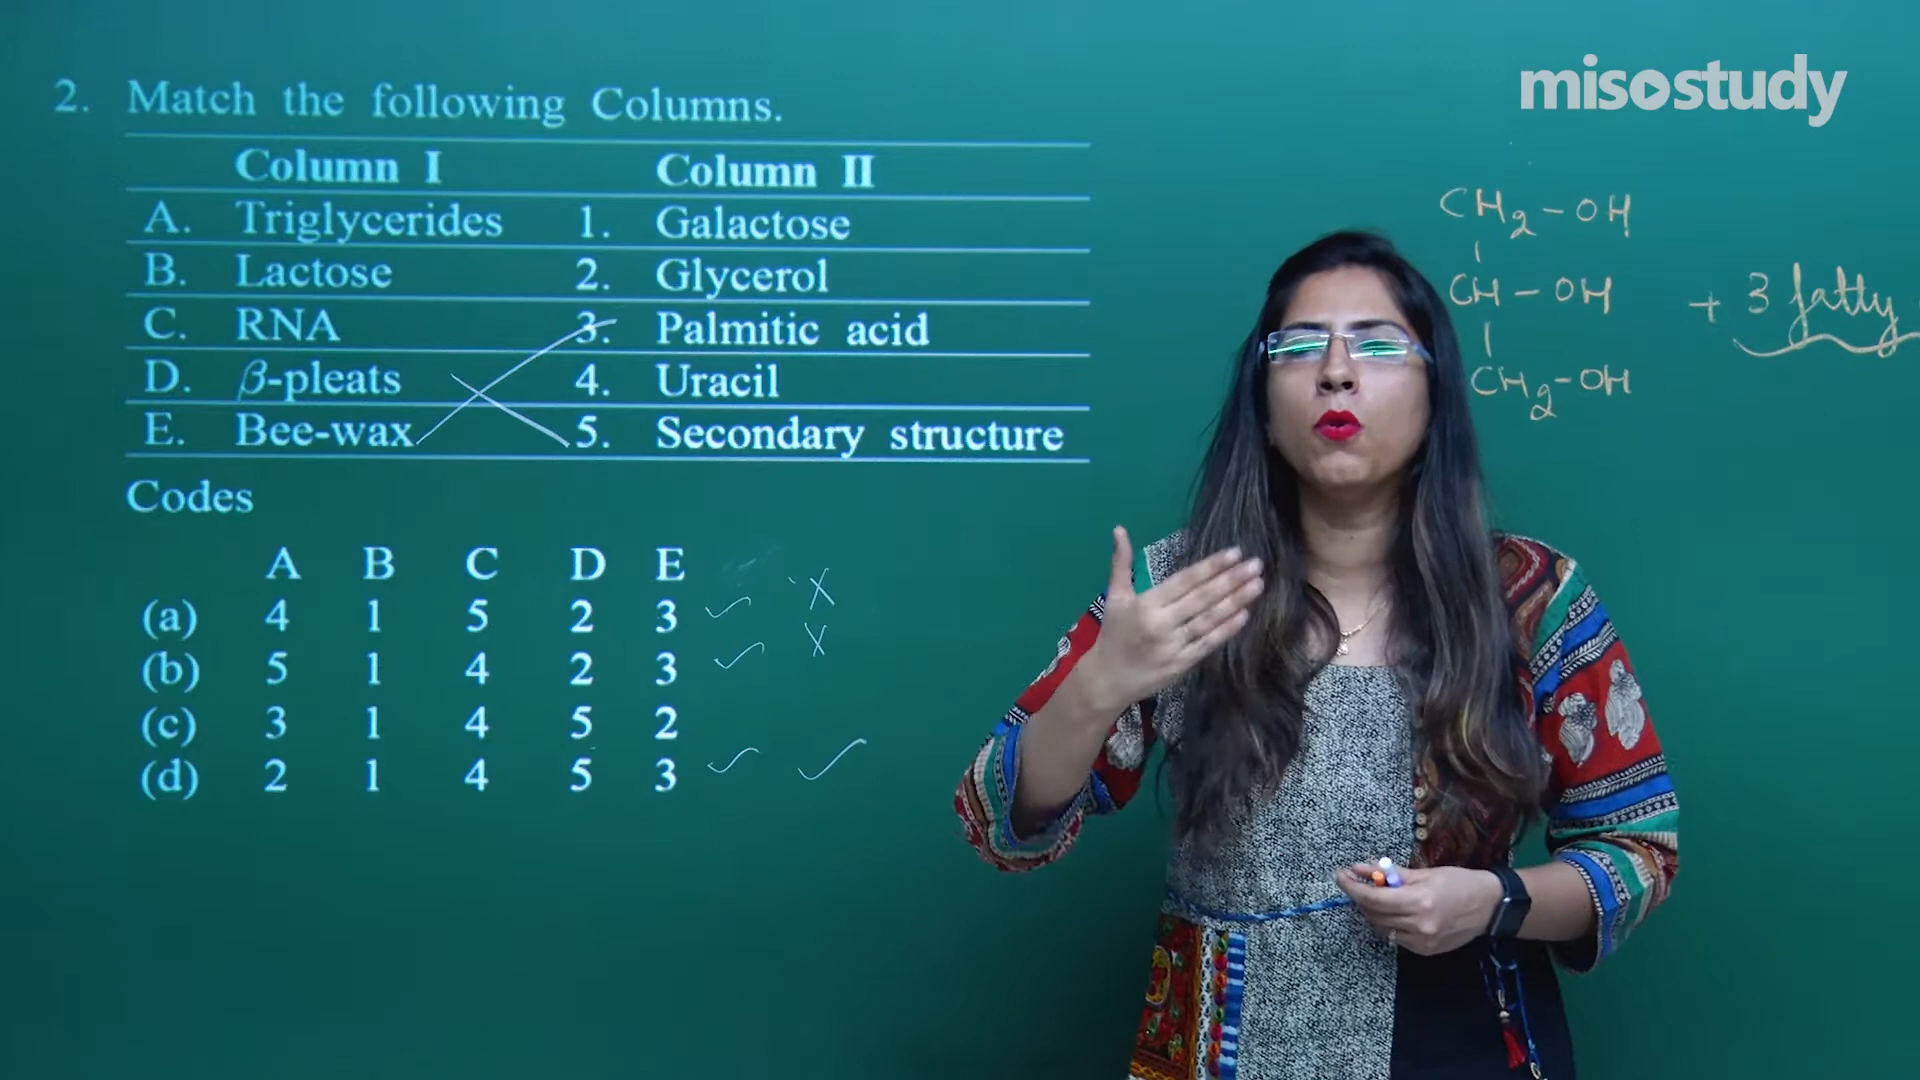 misostudy
2. Match the following Columns.
Column I Column II
A. Triglycerides 1. Galactose
B. Lactose 2. Glycerol
C. RNA 3. Palmitic acid
D. β-pleats 4. Uracil
E. Bee-wax 5. Secondary structure
Codes
A B C D E
(a) 4 1 5 2 3
(b) 5 1 4 2 3
(c) 3 1 4 5 2
(d) 2 1 4 5 3
CH2-OH
CH-OH + 3 fatty
CH2-OH